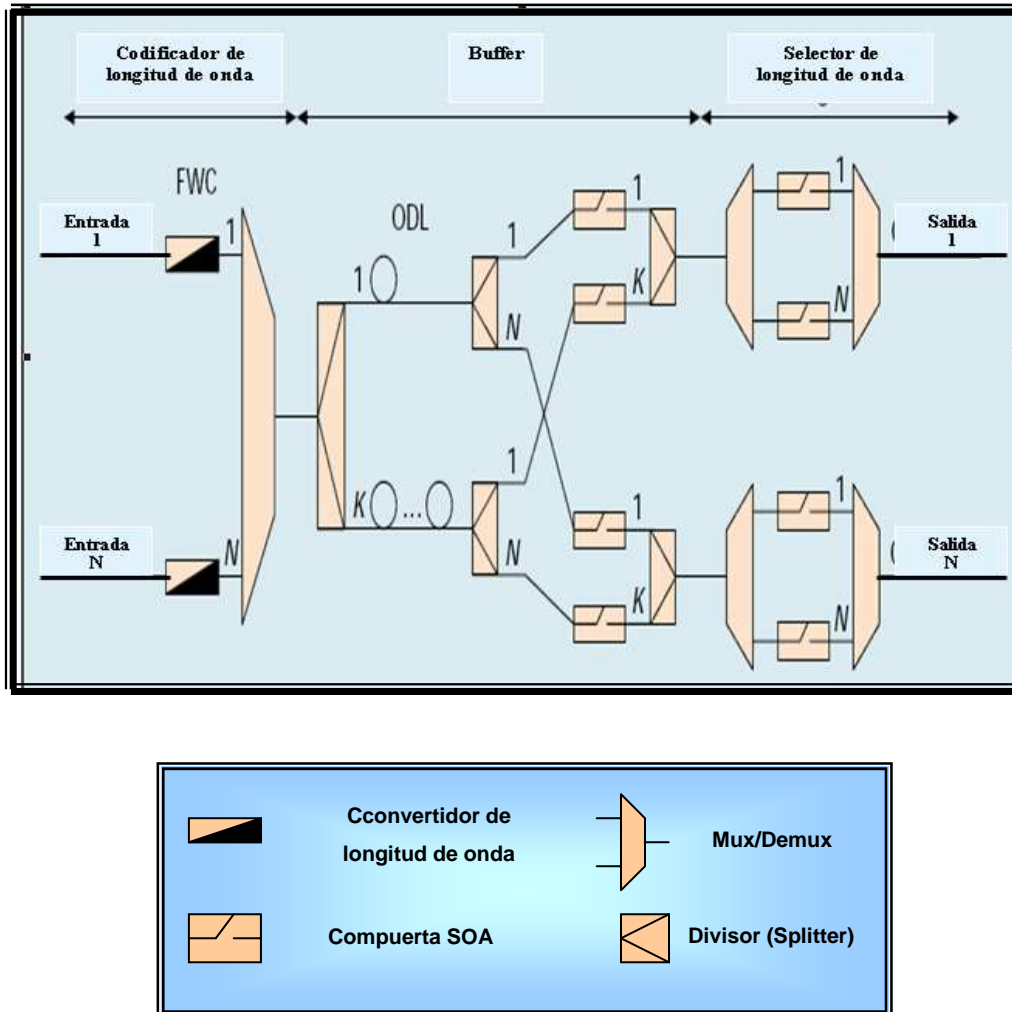 Codificador de
longitud de onda
Buffer
Selector de
longitud de onda
FWC
ODL
Entrada
1
1
1
1
N
1
K
1
N
Salida
1
Entrada
N
N
K
...
1
N
1
K
1
N
Salida
N
Cconvertidor de
longitud de onda
Mux/Demux
Compuerta SOA
Divisor (Splitter)